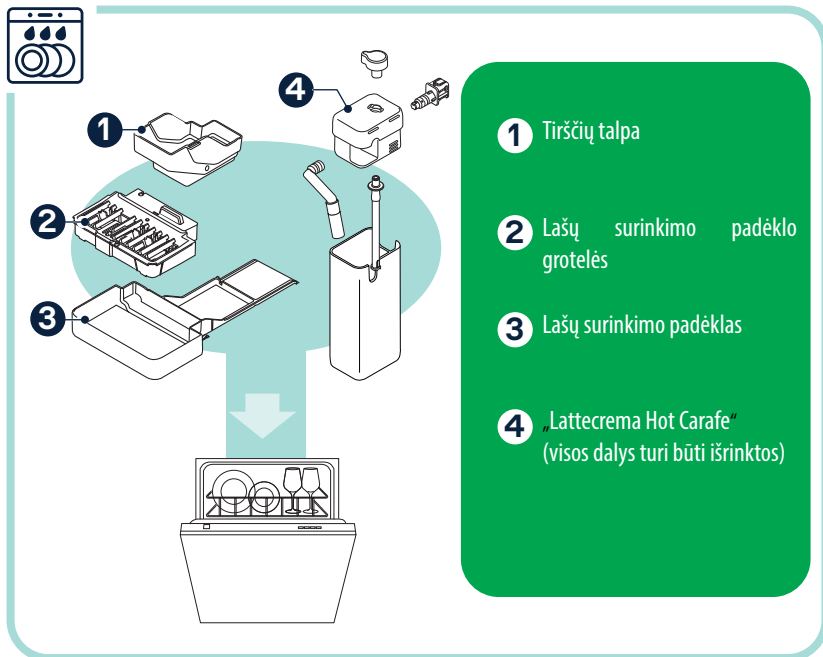 1
2
3
4
1 Tirščių talpa
2 Lašų surinkimo padėklo
grotelės
3 Lašų surinkimo padėklas
4 „Lattecrema Hot Carafe“
(visos dalys turi būti išrinktos)